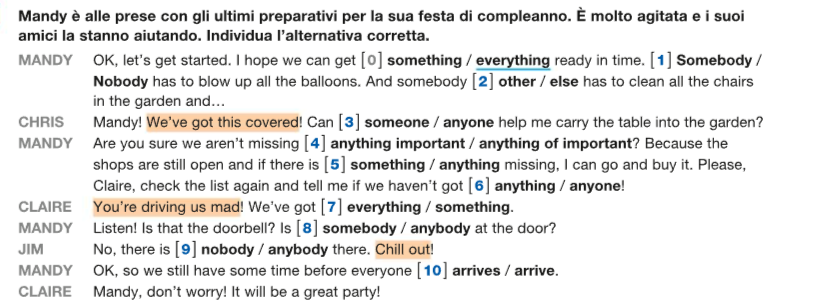 Mandy è alle prese con gli ultimi preparativi per la sua festa di compleanno. È molto agitata e i suoi
amici la stanno aiutando. Individua l'alternativa corretta.
MANDY OK, let's get started. I hope we can get [0] something / everything ready in time. [1] Somebody /
Nobody has to blow up all the balloons. And somebody [2] other / else has to clean all the chairs
in the garden and…
CHRIS Mandy! We've got this covered! Can [3] someone / anyone help me carry the table into the garden?
MANDY Are you sure we aren't missing [4] anything important / anything of important? Because the
shops are still open and if there is [5] something / anything missing, I can go and buy it. Please,
Claire, check the list again and tell me if we haven't got [6] anything / anyone!
CLAIRE You're driving us mad! We've got [7] everything / something.
MANDY Listen! Is that the doorbell? Is [8] somebody / anybody at the door?
JIM No, there is [9] nobody / anybody there. Chill out!
MANDY OK, so we still have some time before everyone [10] arrives / arrive.
CLAIRE Mandy, don't worry! It will be a great party!